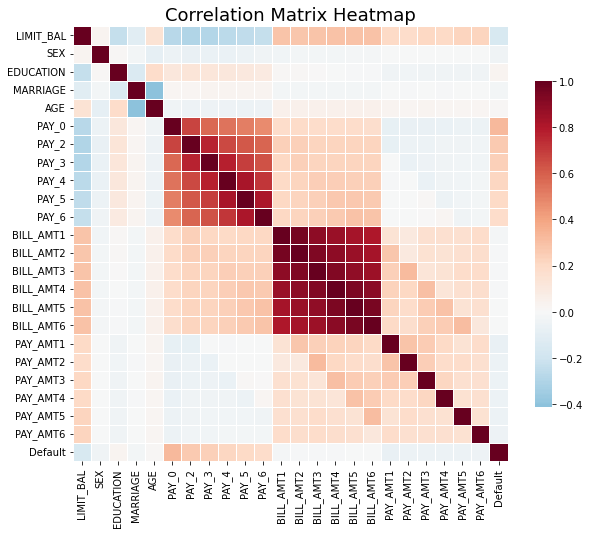 Correlation Matrix Heatmap
LIMIT_BAL
SEX
EDUCATION
MARRIAGE
AGE
PAY_0
PAY_2
PAY_3
PAY_4
PAY_5
PAY_6
BILL_AMT1
BILL_AMT2
BILL_AMT3
BILL_AMT4
BILL_AMT5
BILL_AMT6
PAY_AMT1
PAY_AMT2
PAY_AMT3
PAY_AMT4
PAY_AMT5
PAY_AMT6
Default
LIMIT_BAL
SEX
EDUCATION
MARRIAGE
AGE
PAY_0
PAY_2
PAY_3
PAY_4
PAY_5
PAY_6
BILL_AMT1
BILL_AMT2
BILL_AMT3
BILL_AMT4
BILL_AMT5
BILL_AMT6
PAY_AMT1
PAY_AMT2
PAY_AMT3
PAY_AMT4
PAY_AMT5
PAY_AMT6
Default
1.0
0.8
0.6
0.4
0.2
0.0
−0.2
−0.4